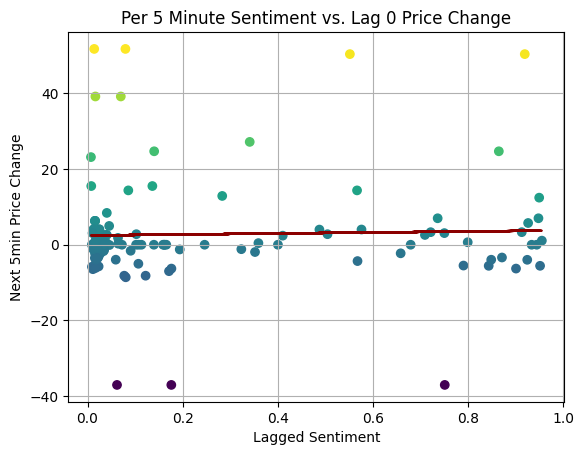 Per 5 Minute Sentiment vs. Lag 0 Price Change
Next 5min Price Change
40
20
0
−20
−40
0.0 0.2 0.4 0.6 0.8 1.0
Lagged Sentiment